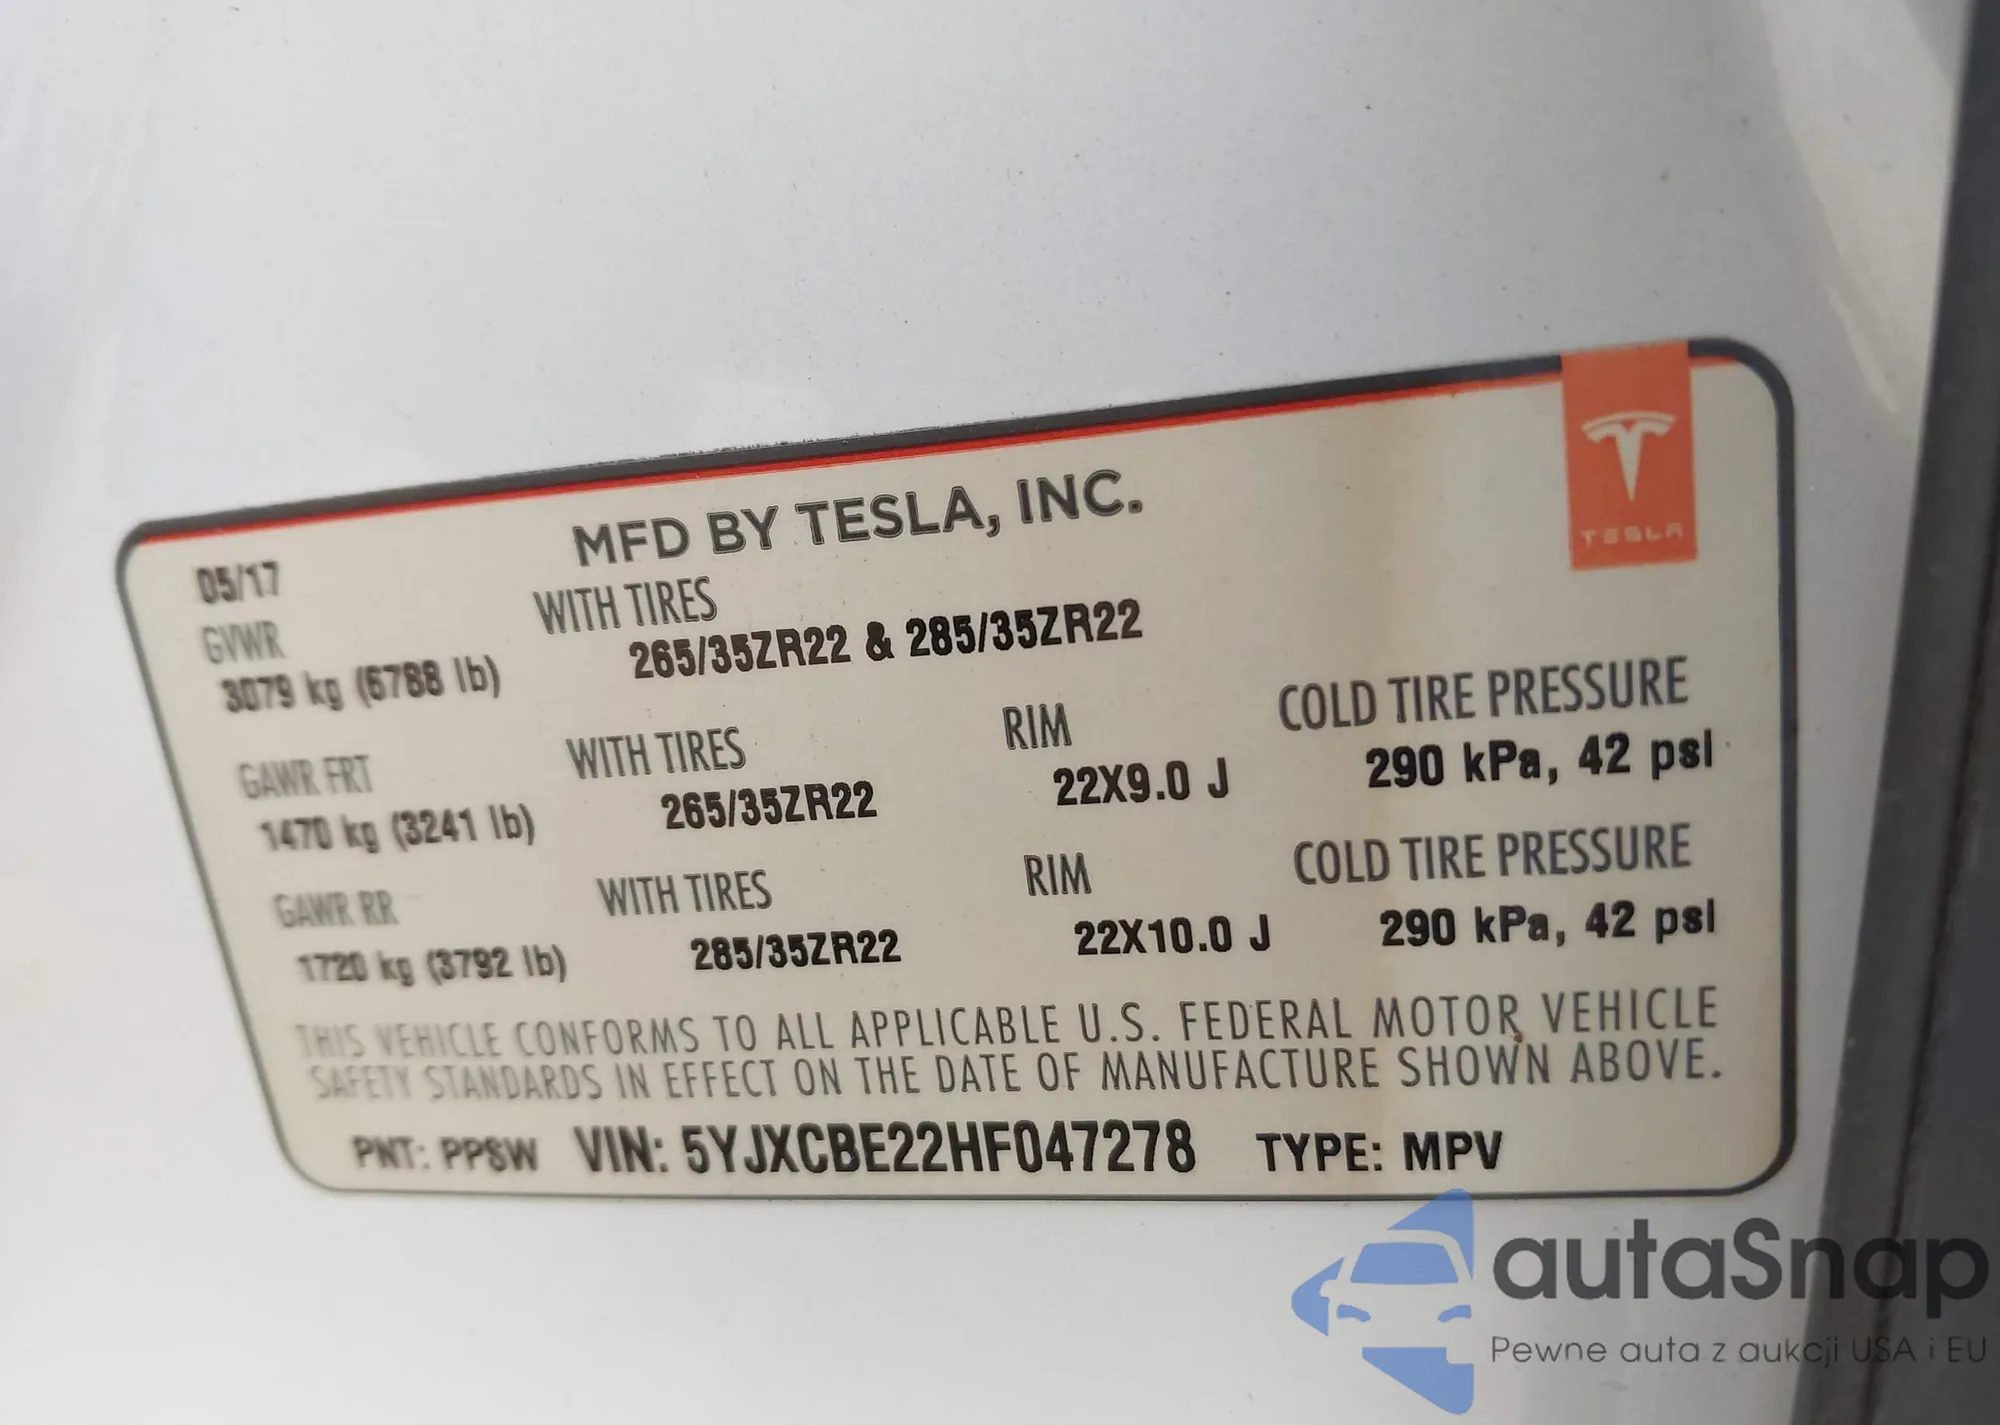 TESLA
MFD BY TESLA, INC.
05/17
GVWR WITH TIRES
3079 kg (6788 lb) 265/35ZR22 & 285/35ZR22
GAWR FRT WITH TIRES RIM COLD TIRE PRESSURE
1470 kg (3241 lb) 265/35ZR22 22X9.0 J 290 kPa, 42 psi
GAWR RR WITH TIRES RIM COLD TIRE PRESSURE
1720 kg (3792 lb) 285/35ZR22 22X10.0 J 290 kPa, 42 psi
THIS VEHICLE CONFORMS TO ALL APPLICABLE U.S. FEDERAL MOTOR VEHICLE
SAFETY STANDARDS IN EFFECT ON THE DATE OF MANUFACTURE SHOWN ABOVE.
PNT: PPSW VIN: 5YJXCBE22HF047278 TYPE: MPV
autaSnap
Pewne auta z aukcji USA i EU